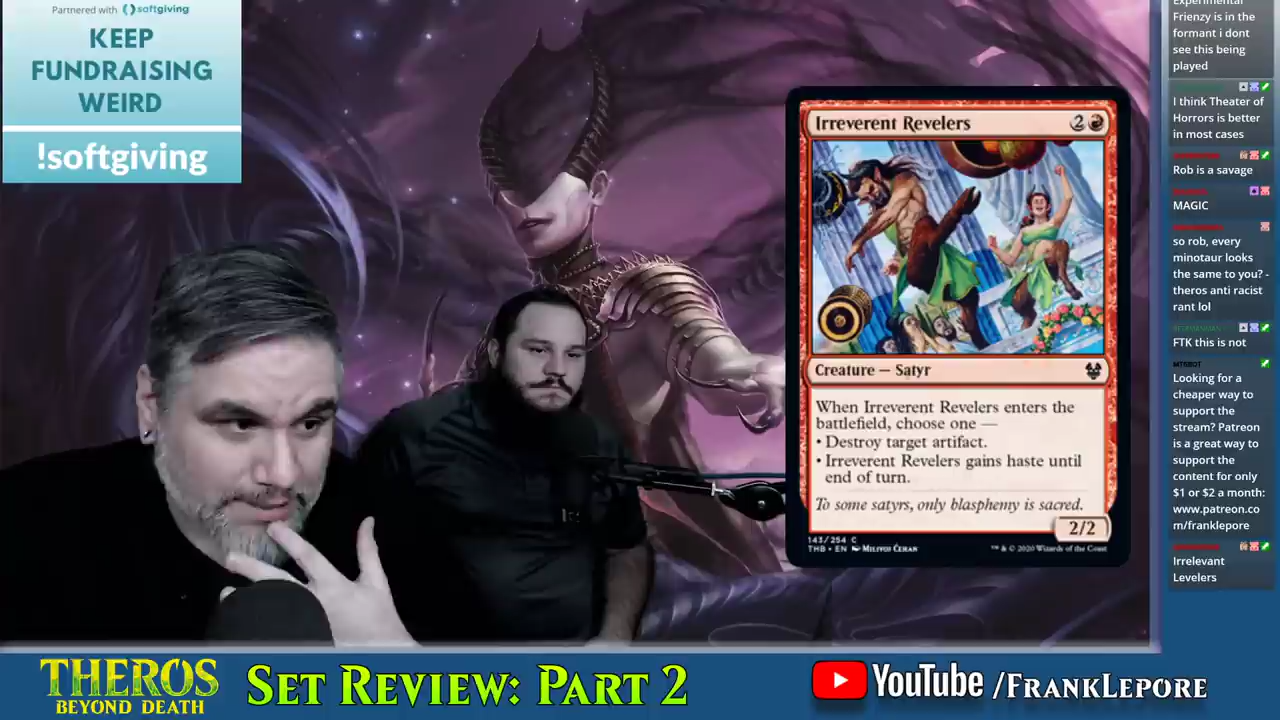 Partned with softgiving
KEEP
FUNDRAISING
WEIRD
!softgiving
Irreverent Revelers 2
Creature — Satyr
When Irreverent Revelers enters the
battlefield, choose one —
• Destroy target artifact.
• Irreverent Revelers gains haste until
end of turn.
To some satyrs, only blasphemy is sacred.
2/2
143/254 C
THB • EN Milivoj Ćeran
™ & © 2020 Wizards of the Coast
Experimental
Frienzy is in the
formant i dont
see this being
played
I think Theater of
Horrors is better
in most cases
Rob is a savage
MAGIC
so rob, every
minotaur looks
the same to you? -
theros anti racist
rant lol
FTK this is not
Looking for a
cheaper way to
support the
stream? Patreon
is a great way to
support the
content for only
$1 or $2 a month:
www.patreon.co
m/franklepore
Irrelevant
Levelers
THEROS
BEYOND DEATH
Set Review: Part 2
YouTube /FrankLepore